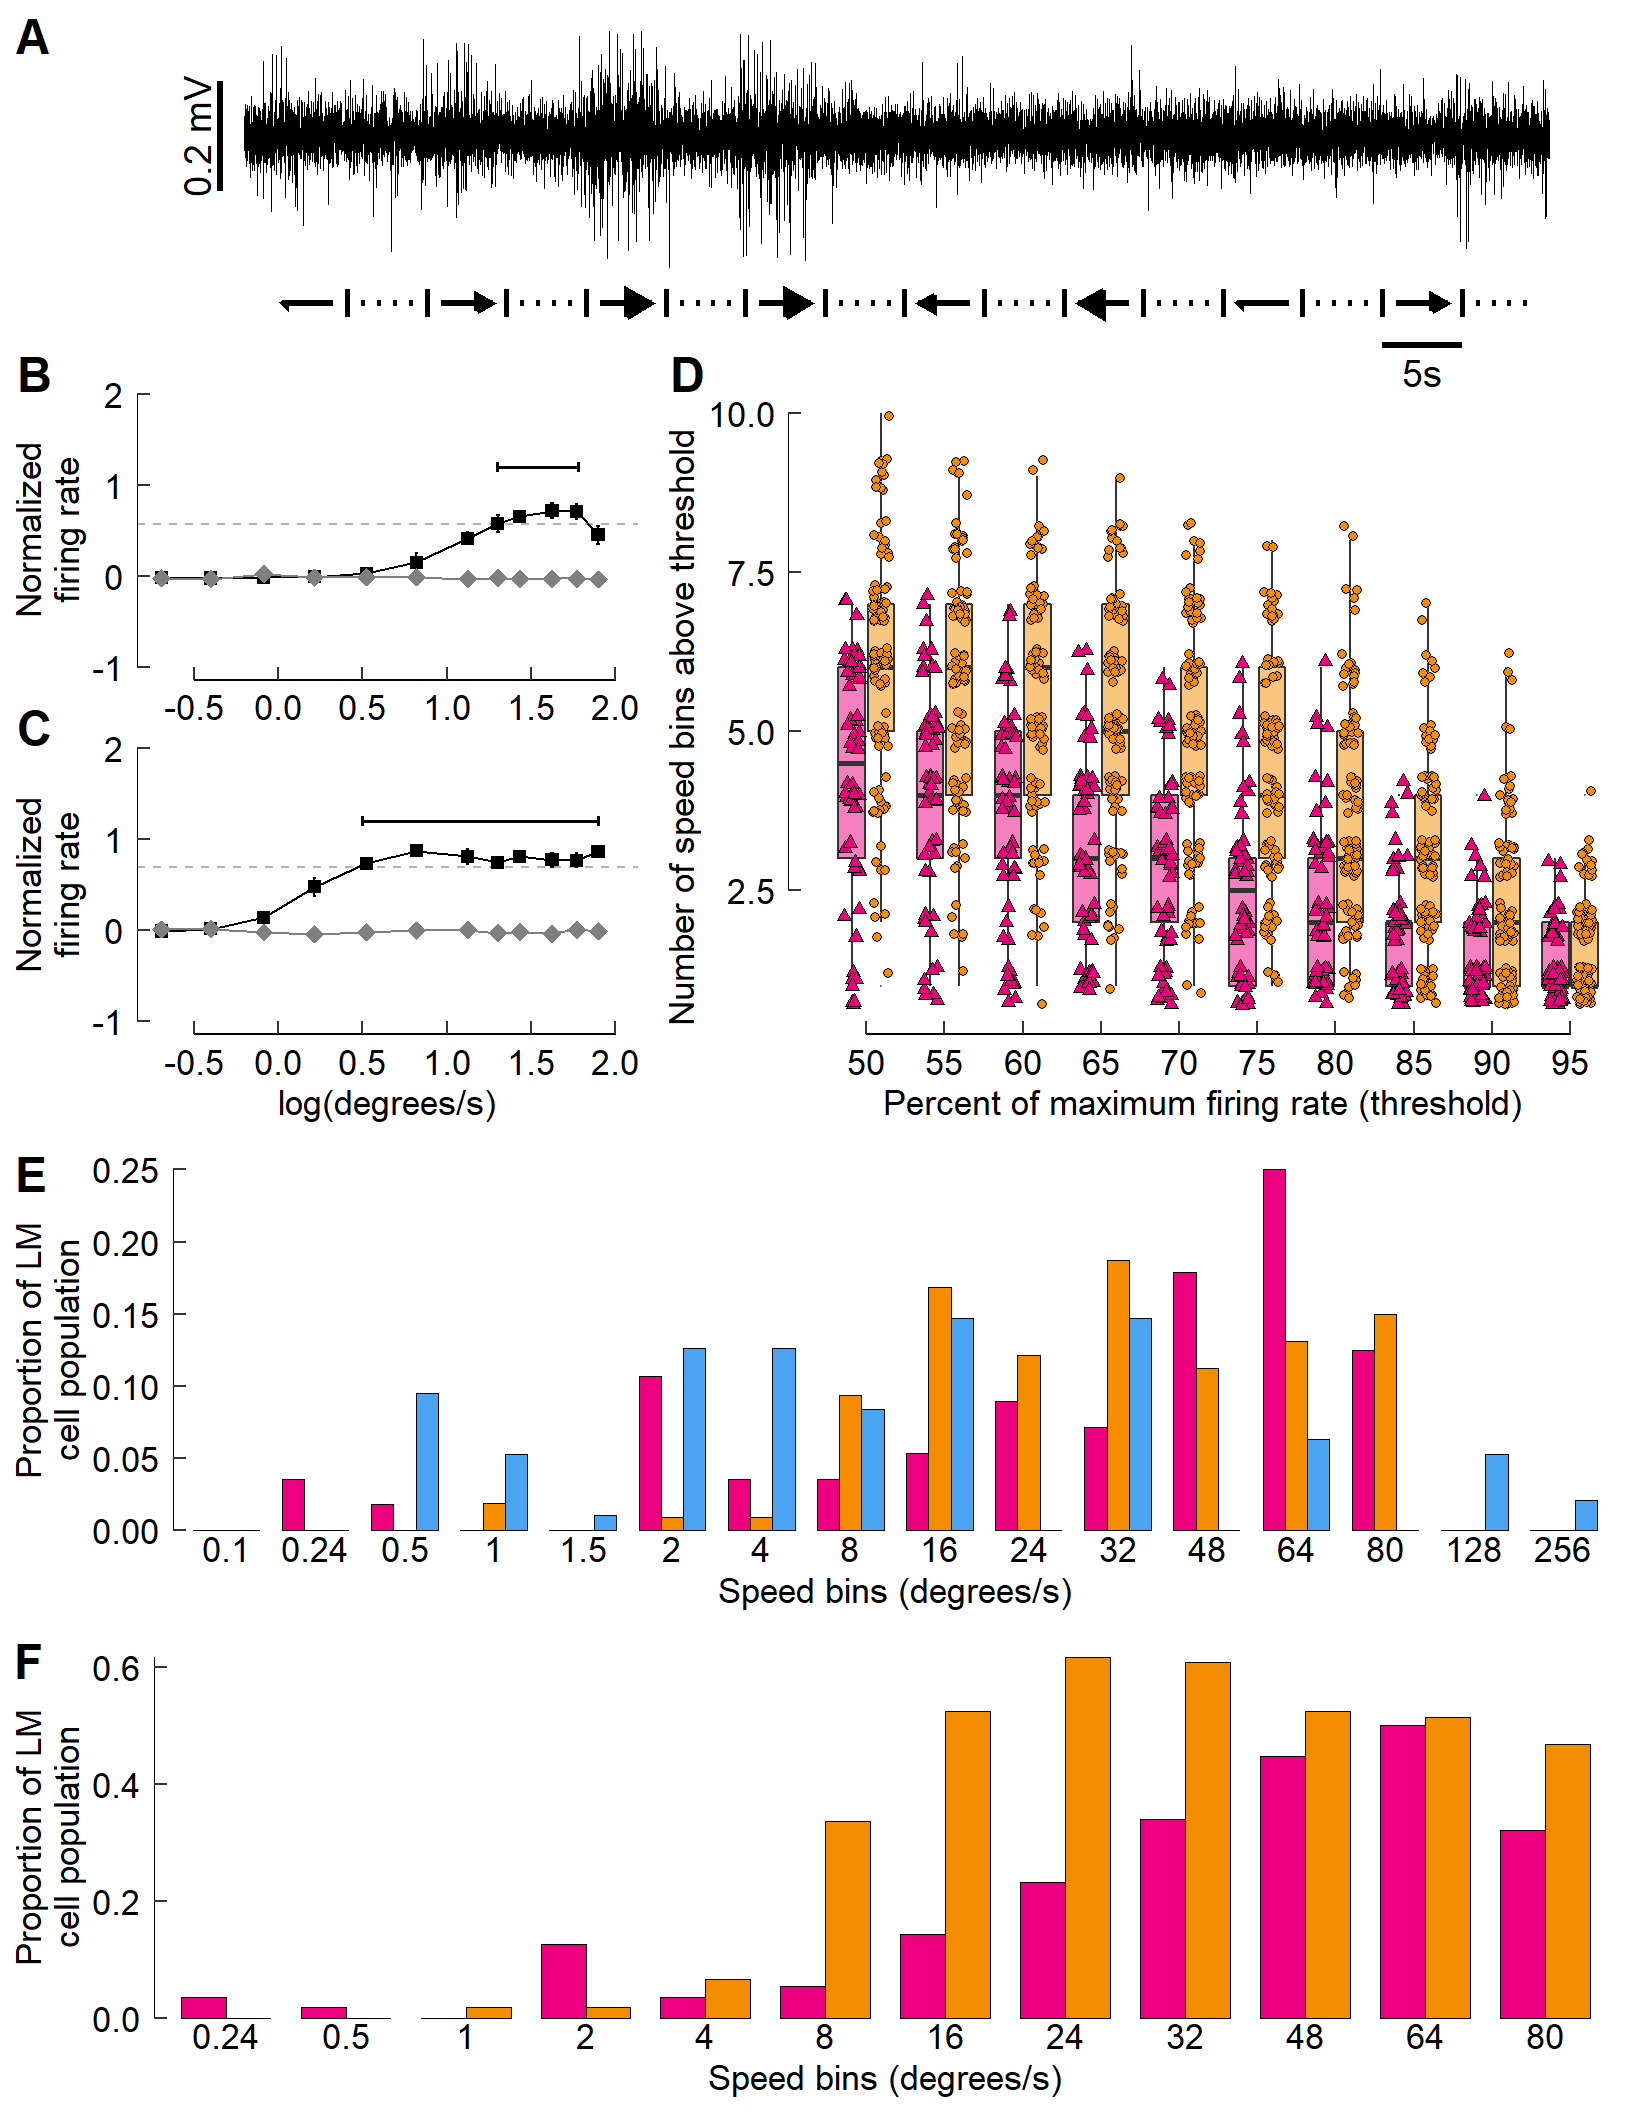 A
0.2 mV
5s
B
2
1
0
-1
Normalized
firing rate
-0.5 0.0 0.5 1.0 1.5 2.0
C
2
1
0
-1
Normalized
firing rate
-0.5 0.0 0.5 1.0 1.5 2.0
log(degrees/s)
D
10.0
7.5
5.0
2.5
Number of speed bins above threshold
50 55 60 65 70 75 80 85 90 95
Percent of maximum firing rate (threshold)
E
0.25
0.20
0.15
0.10
0.05
0.00
Proportion of LM
cell population
0.1 0.24 0.5 1 1.5 2 4 8 16 24 32 48 64 80 128 256
Speed bins (degrees/s)
F
0.6
0.4
0.2
0.0
Proportion of LM
cell population
0.24 0.5 1 2 4 8 16 24 32 48 64 80
Speed bins (degrees/s)